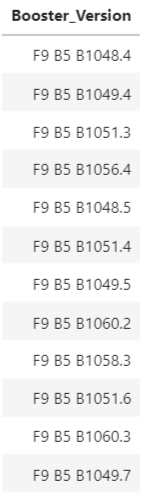 Booster_Version
F9 B5 B1048.4
F9 B5 B1049.4
F9 B5 B1051.3
F9 B5 B1056.4
F9 B5 B1048.5
F9 B5 B1051.4
F9 B5 B1049.5
F9 B5 B1060.2
F9 B5 B1058.3
F9 B5 B1051.6
F9 B5 B1060.3
F9 B5 B1049.7